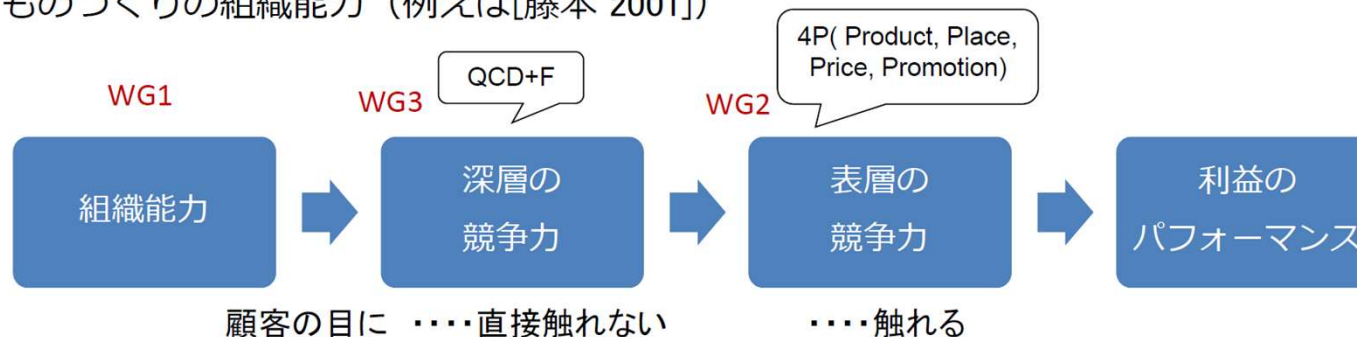 ものづくりの組織能力（例えば[藤本 2001]）
4P( Product, Place,
Price, Promotion)
QCD+F
WG1
WG3
WG2
組織能力
深層の
競争力
表層の
競争力
利益の
パフォーマンス
顧客の目に ････直接触れない
････触れる